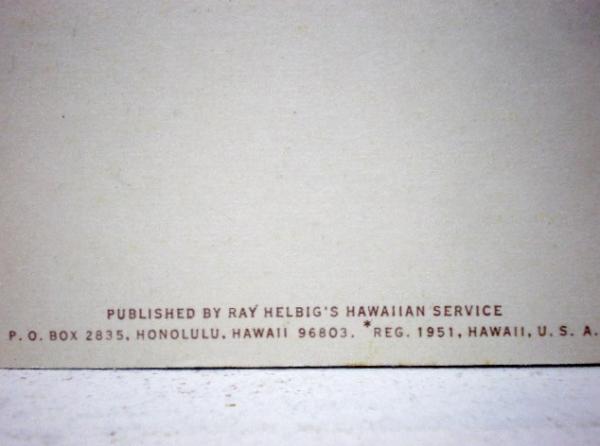 PUBLISHED BY RAY HELBIG'S HAWAIIAN SERVICE
P. O. BOX 2835, HONOLULU, HAWAII 96803. *REG. 1951, HAWAII, U. S. A.